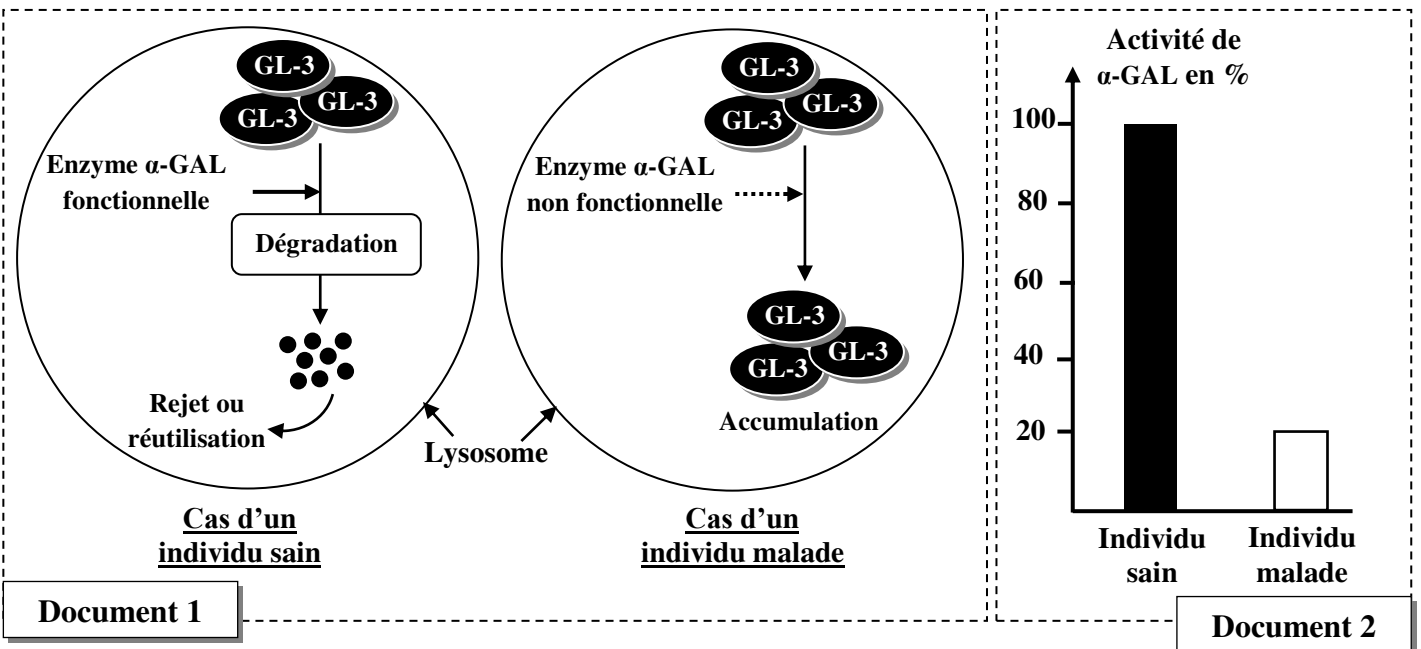 GL-3
GL-3
GL-3
Enzyme α-GAL
fonctionnelle
Dégradation
Rejet ou
réutilisation
Cas d’un
individu sain
Lysosome
GL-3
GL-3
GL-3
Enzyme α-GAL
non fonctionnelle
GL-3
GL-3
GL-3
Accumulation
Cas d’un
individu malade
Document 1
Activité de
α-GAL en %
100
80
60
40
20
Individu
sain
Individu
malade
Document 2